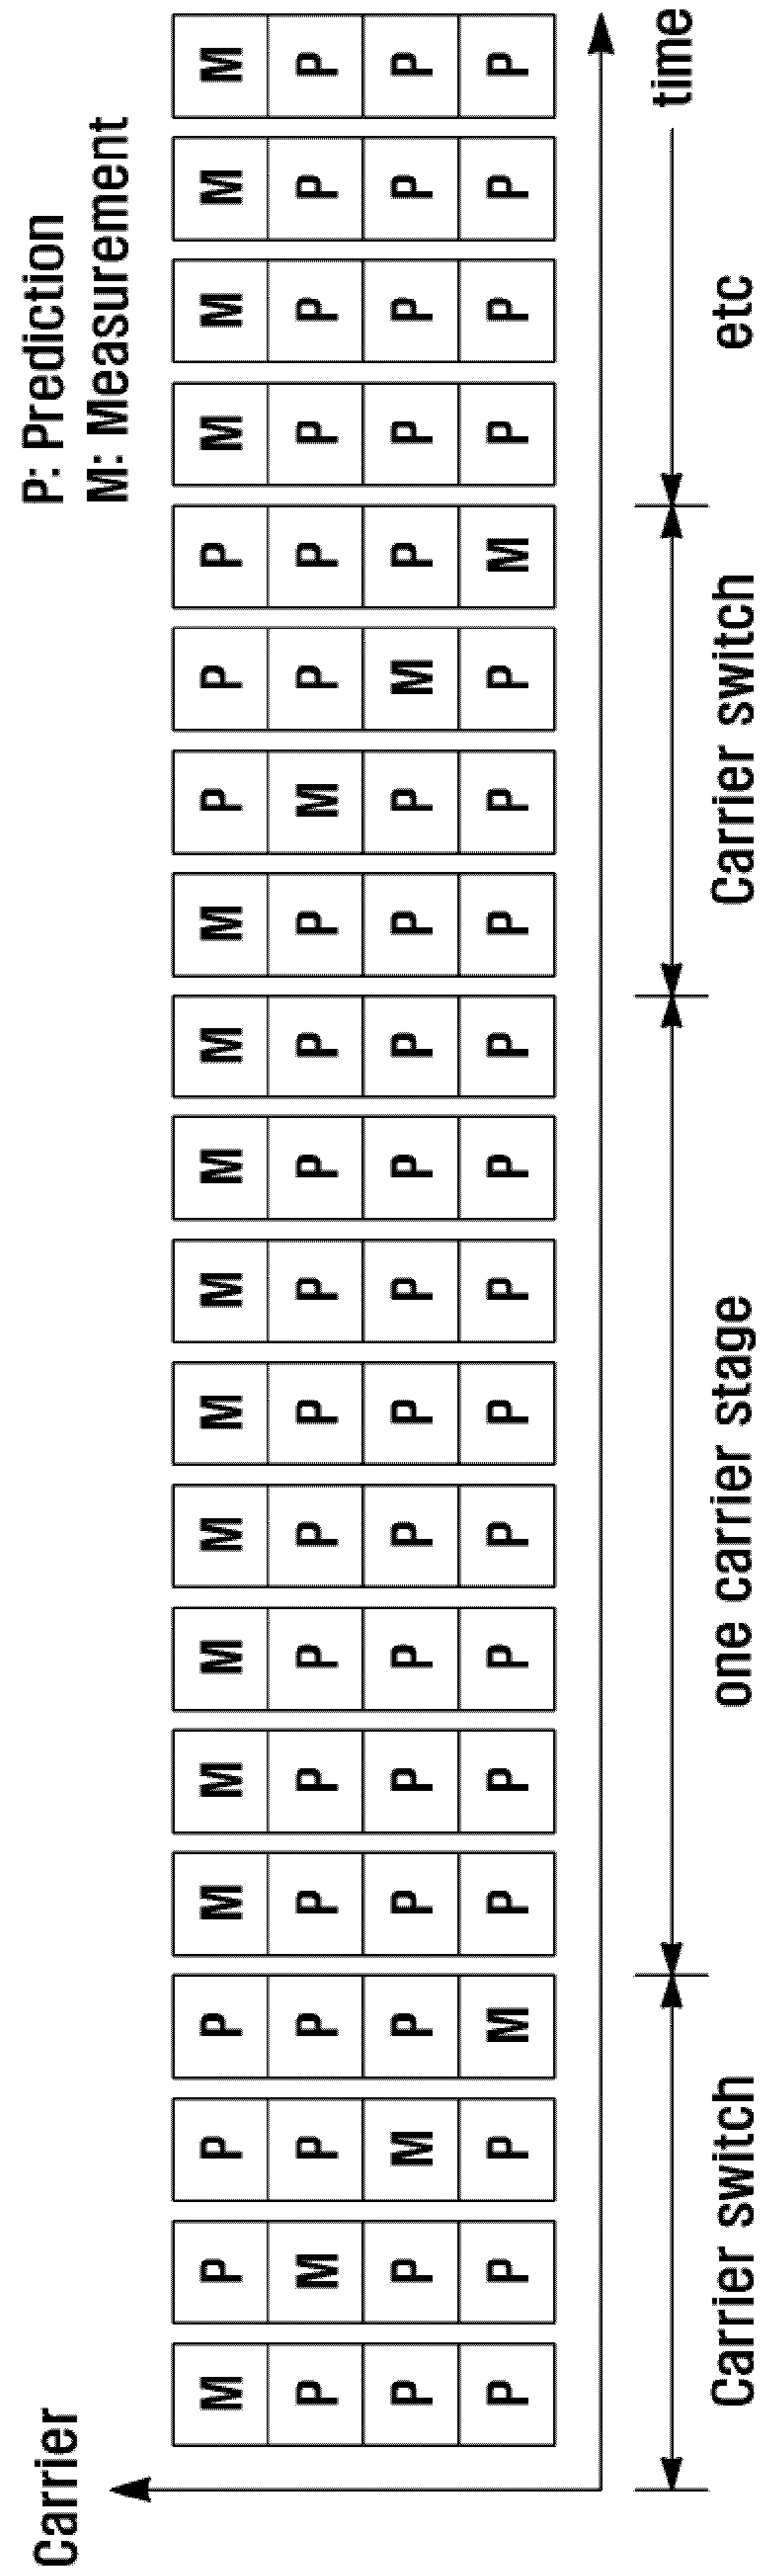 P: Prediction
M: Measurement
Carrier
M P P P M M M M M M M M M P P P M M M M
P M P P P P P P P P P P P M P P P P P P
P P M P P P P P P P P P P P M P P P P P
P P P M P P P P P P P P P P P M P P P P
time
Carrier switch
one carrier stage
Carrier switch
etc